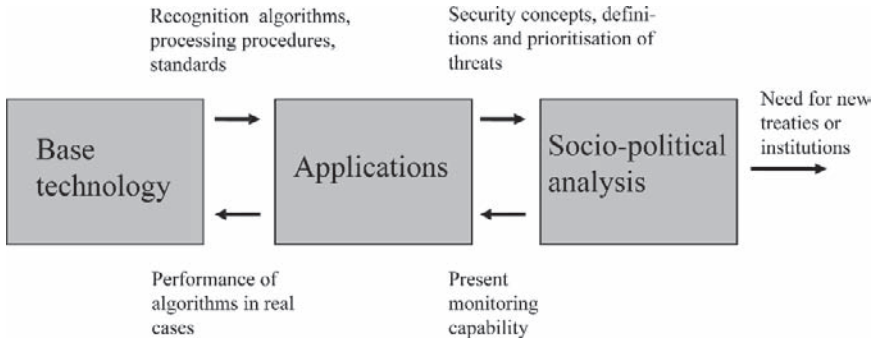 Recognition algorithms,
processing procedures,
standards
Security concepts, defini-
tions and prioritisation of
threats
Base
technology
Applications
Socio-political
analysis
Need for new
treaties or
institutions
Performance of
algorithms in real
cases
Present
monitoring
capability